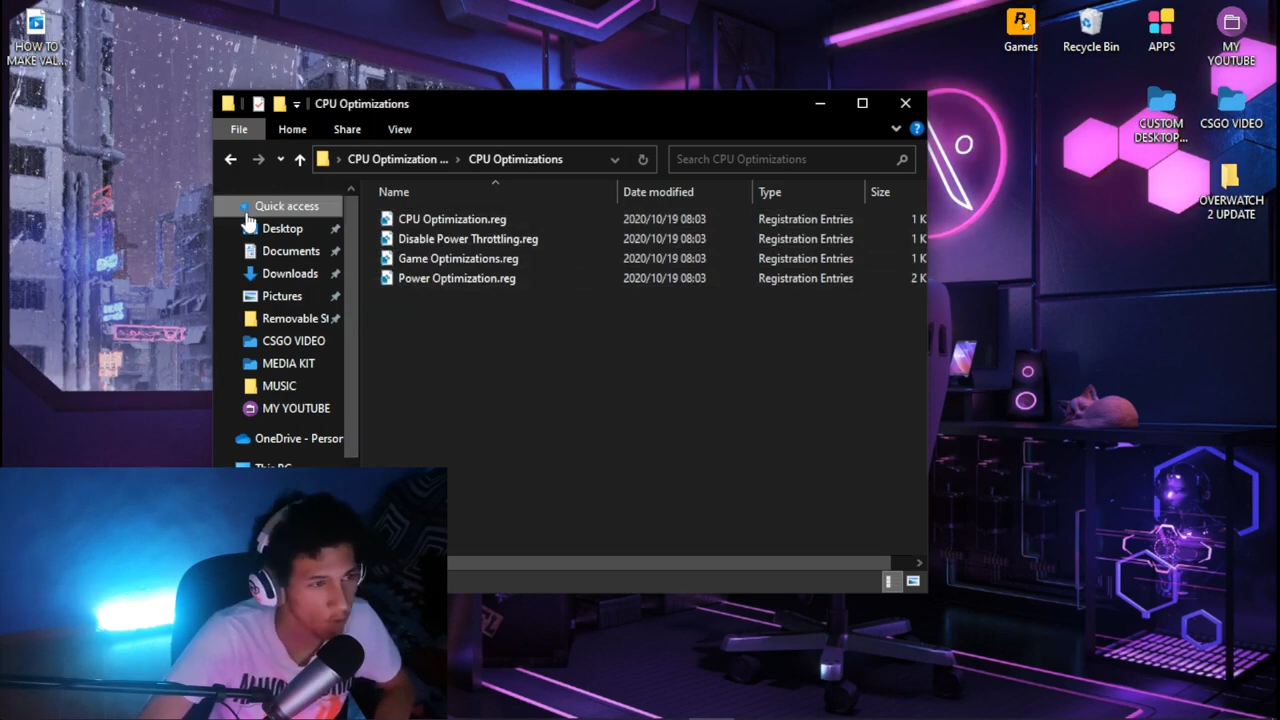 HOW TO
MAKE VAL...
R
Games
Recycle Bin
APPS
MY
YOUTUBE
CUSTOM
DESKTOP...
CSGO VIDEO
OVERWATCH
2 UPDATE
CPU Optimizations
File
Home
Share
View
CPU Optimization ...
CPU Optimizations
Search CPU Optimizations
Name
Date modified
Type
Size
CPU Optimization.reg
2020/10/19 08:03
Registration Entries
1 K
Disable Power Throttling.reg
2020/10/19 08:03
Registration Entries
1 K
Game Optimizations.reg
2020/10/19 08:03
Registration Entries
1 K
Power Optimization.reg
2020/10/19 08:03
Registration Entries
2 K
Quick access
Desktop
Documents
Downloads
Pictures
Removable St
CSGO VIDEO
MEDIA KIT
MUSIC
MY YOUTUBE
OneDrive - Person
This PC